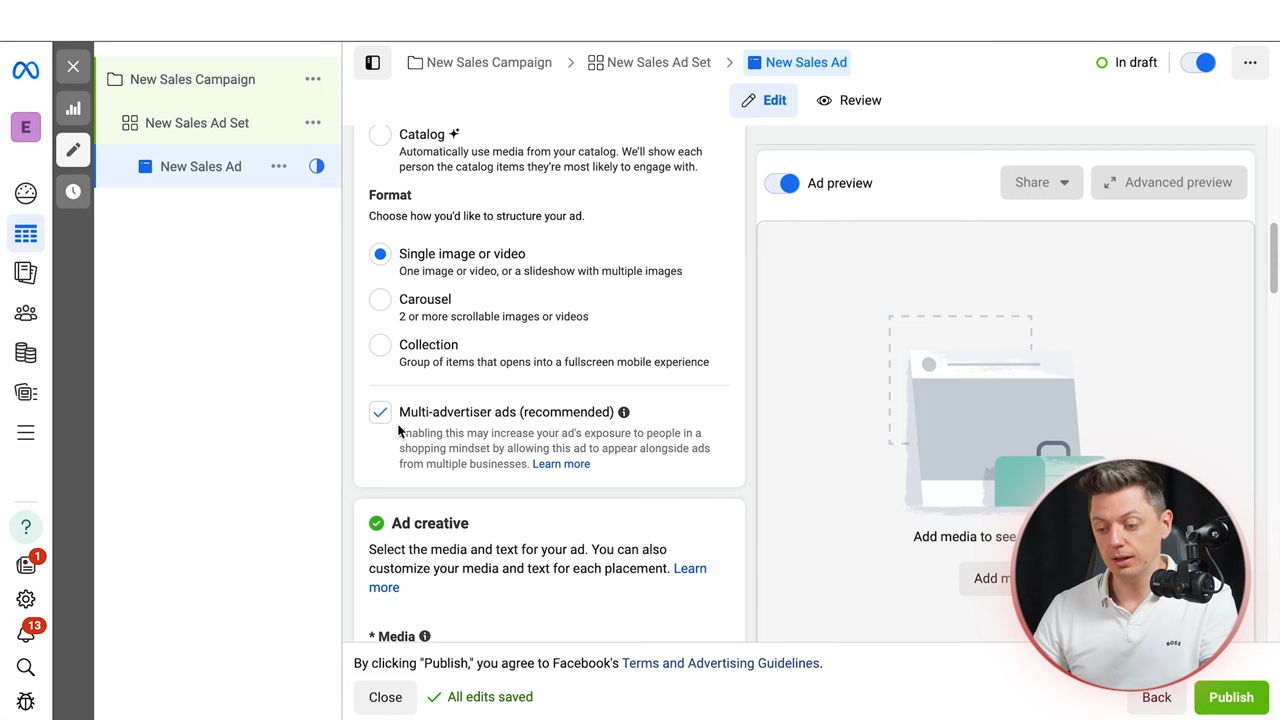 New Sales Campaign
New Sales Ad Set
New Sales Ad
E
1
13
New Sales Campaign
New Sales Ad Set
New Sales Ad
In draft
Edit
Review
Catalog
Automatically use media from your catalog. We'll show each
person the catalog items they're most likely to engage with.
Format
Choose how you'd like to structure your ad.
Single image or video
One image or video, or a slideshow with multiple images
Carousel
2 or more scrollable images or videos
Collection
Group of items that opens into a fullscreen mobile experience
Multi-advertiser ads (recommended)
Enabling this may increase your ad's exposure to people in a
shopping mindset by allowing this ad to appear alongside ads
from multiple businesses. Learn more
Ad creative
Select the media and text for your ad. You can also
customize your media and text for each placement. Learn
more
* Media
Ad preview
Share
Advanced preview
Add media to see
Add m
BOSS
By clicking "Publish," you agree to Facebook's Terms and Advertising Guidelines.
Close
All edits saved
Back
Publish